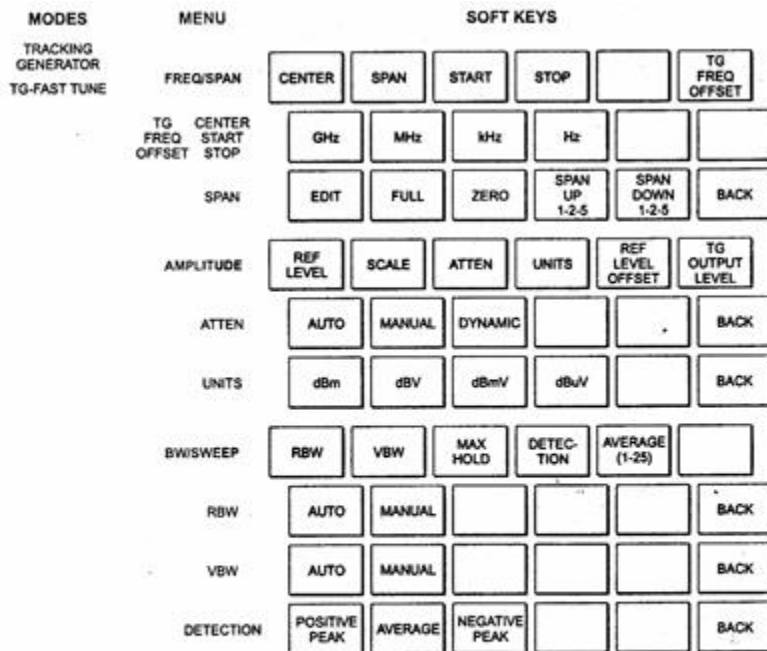 MODES MENU SOFT KEYS
TRACKING
GENERATOR
TG-FAST TUNE
FREQ/SPAN CENTER SPAN START STOP TG
FREQ
OFFSET
TG CENTER
FREQ START
OFFSET STOP
GHz MHz kHz Hz
SPAN EDIT FULL ZERO SPAN
UP
1-2-5 SPAN
DOWN
1-2-5 BACK
AMPLITUDE REF
LEVEL SCALE ATTEN UNITS REF
LEVEL
OFFSET TG
OUTPUT
LEVEL
ATTEN AUTO MANUAL DYNAMIC BACK
UNITS dBm dBV dBmV dBuV BACK
BW/SWEEP RBW VBW MAX
HOLD DETEC-
TION AVERAGE
(1-25)
RBW AUTO MANUAL BACK
VBW AUTO MANUAL BACK
DETECTION POSITIVE
PEAK AVERAGE NEGATIVE
PEAK BACK